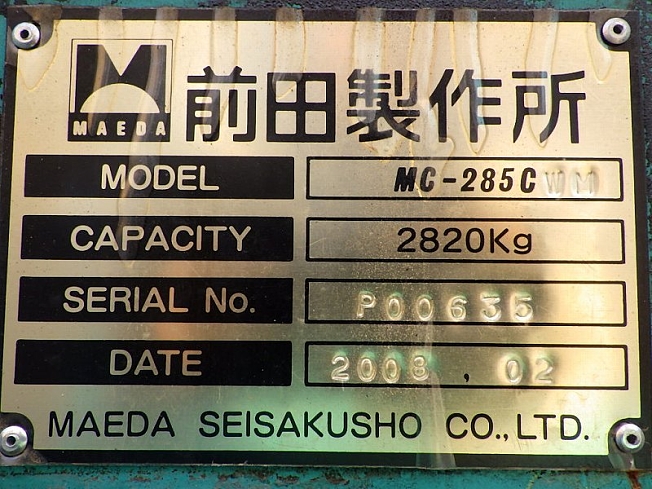 MAEDA
前田製作所
MODEL MC-285CWM
CAPACITY 2820Kg
SERIAL No. P00635
DATE 2008.02
MAEDA SEISAKUSHO CO.,LTD.